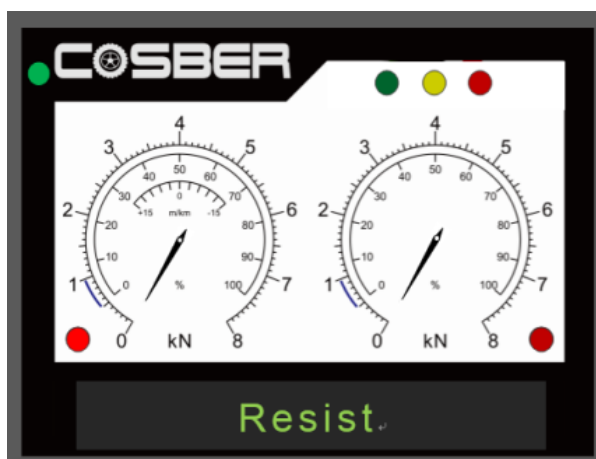 COSBER
4 4
3 5 3 5
50 50
40 60 40 60
30 0 70 30 70
2 +15 m/km -15 6 2 6
20 80 20 80
10 90 10 90
1 0 % 100 7 1 0 % 100 7
0 kN 8 0 kN 8
Resist